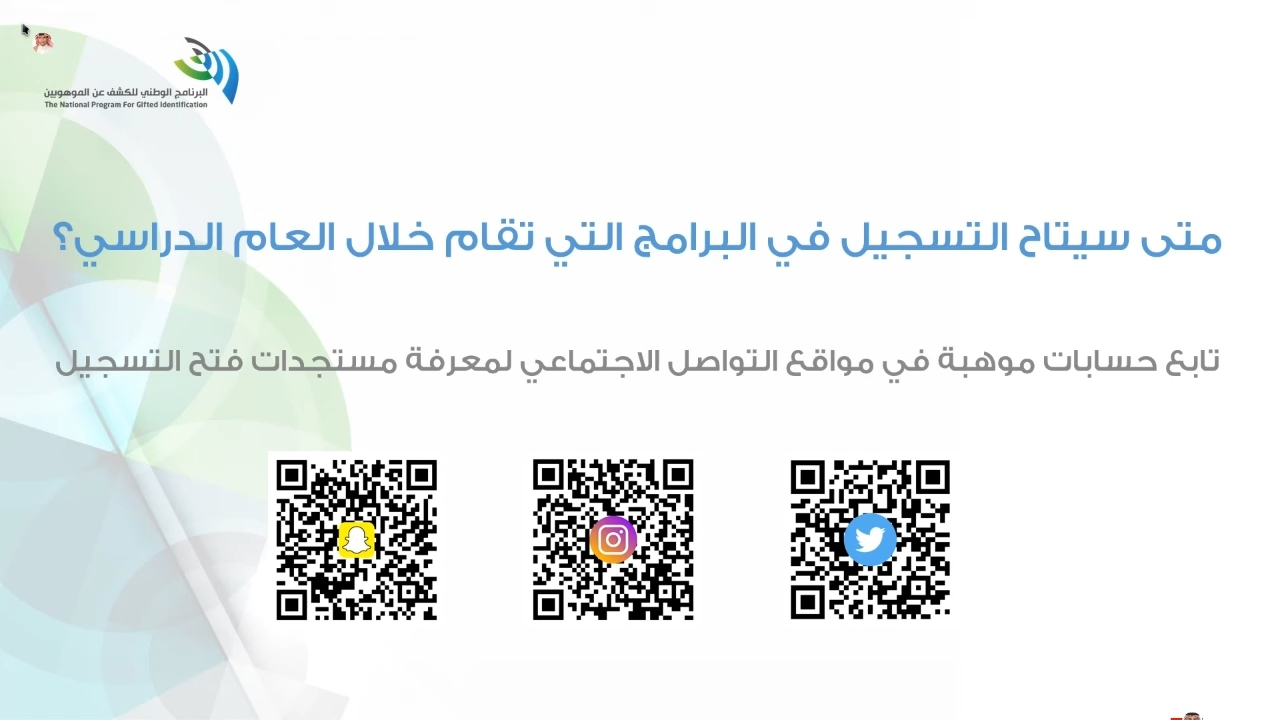 البرنامج الوطني للكشف عن الموهوبين
The National Program For Gifted Identification
متى سيتاح التسجيل في البرامج التي تقام خلال العام الدراسي؟
تابع حسابات موهبة في مواقع التواصل الاجتماعي لمعرفة مستجدات فتح التسجيل